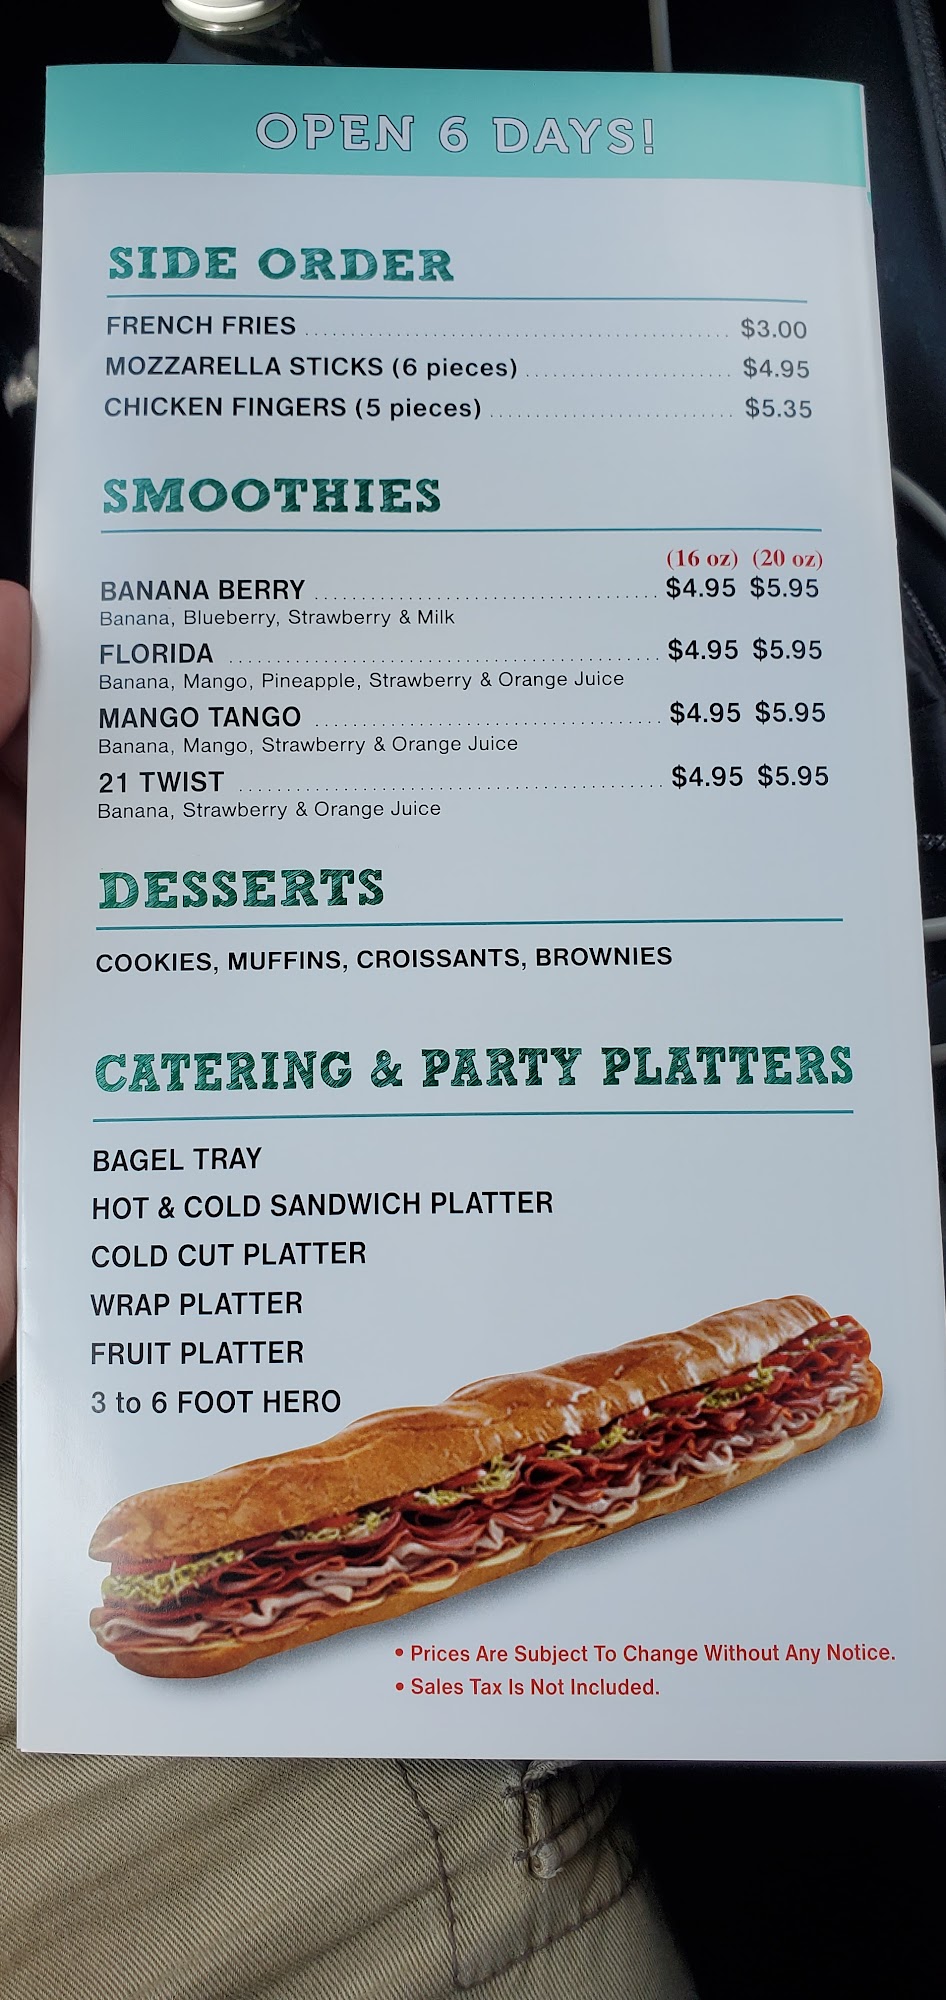 OPEN 6 DAYS!
SIDE ORDER
FRENCH FRIES $3.00
MOZZARELLA STICKS (6 pieces) $4.95
CHICKEN FINGERS (5 pieces) $5.35
SMOOTHIES
(16 oz) (20 oz)
BANANA BERRY $4.95 $5.95
Banana, Blueberry, Strawberry & Milk
FLORIDA $4.95 $5.95
Banana, Mango, Pineapple, Strawberry & Orange Juice
MANGO TANGO $4.95 $5.95
Banana, Mango, Strawberry & Orange Juice
21 TWIST $4.95 $5.95
Banana, Strawberry & Orange Juice
DESSERTS
COOKIES, MUFFINS, CROISSANTS, BROWNIES
CATERING & PARTY PLATTERS
BAGEL TRAY
HOT & COLD SANDWICH PLATTER
COLD CUT PLATTER
WRAP PLATTER
FRUIT PLATTER
3 to 6 FOOT HERO
• Prices Are Subject To Change Without Any Notice.
• Sales Tax Is Not Included.